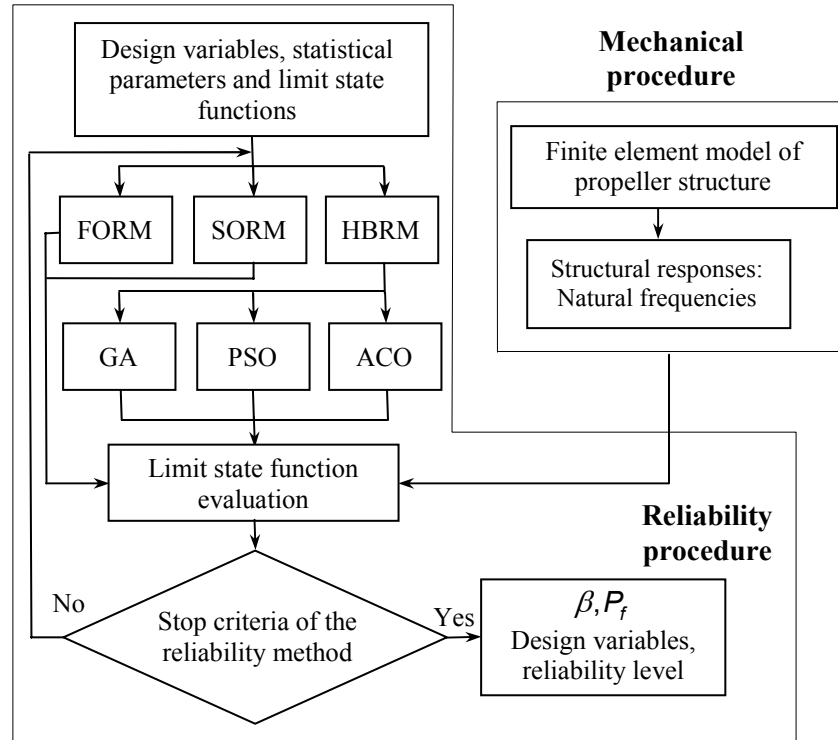 Design variables, statistical
parameters and limit state
functions
Mechanical
procedure
Finite element model of
propeller structure
FORM
SORM
HBRM
Structural responses:
Natural frequencies
GA
PSO
ACO
Limit state function
evaluation
Reliability
procedure
No
Stop criteria of the
reliability method
Yes
β, P_f
Design variables,
reliability level